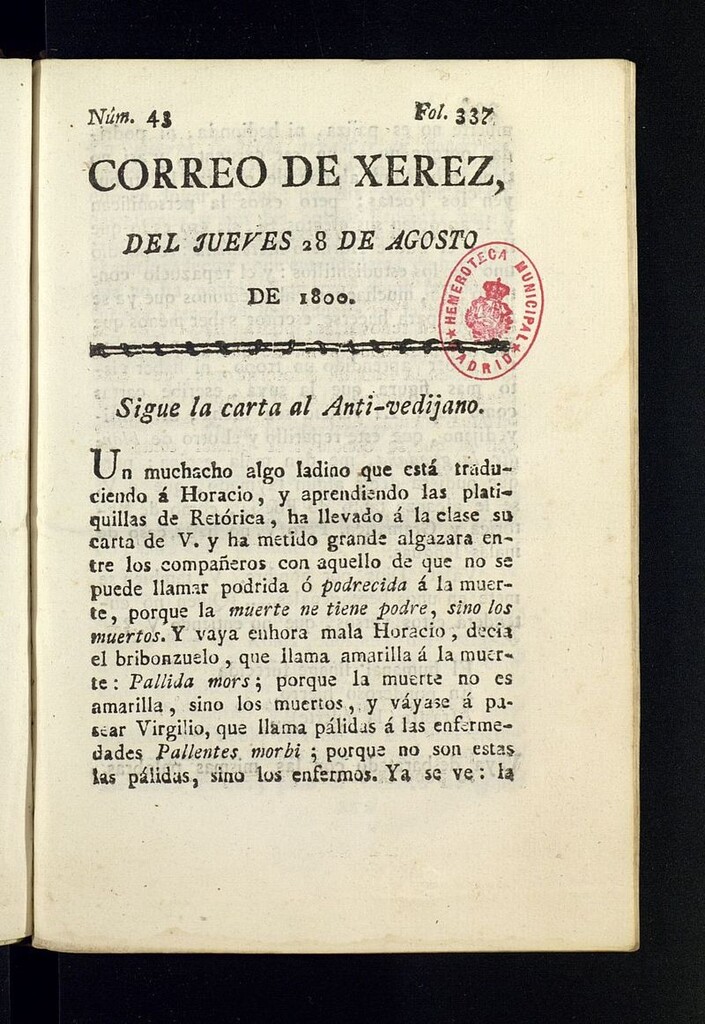 Núm. 43 Fol. 337
CORREO DE XEREZ,
DEL JUEVES 28 DE AGOSTO
DE 1800.
HEMEROTECA MUNICIPAL
MADRID
Sigue la carta al Anti-vedijano.
Un muchacho algo ladino que está tradu-
ciendo á Horacio, y aprendiendo las plati-
quillas de Retórica, ha llevado á la clase su
carta de V. y ha metido grande algazara en-
tre los compañeros con aquello de que no se
puede llamar podrida ó podrecida á la muer-
te, porque la muerte ne tiene podre, sino los
muertos. Y vaya enhora mala Horacio, decia
el bribonzuelo, que llama amarilla á la muer-
te: Pallida mors; porque la muerte no es
amarilla, sino los muertos, y váyase á pa-
sear Virgilio, que llama pálidas á las enferme-
dades Pallentes morbi; porque no son estas
las pálidas, sino los enfermos. Ya se ve: la